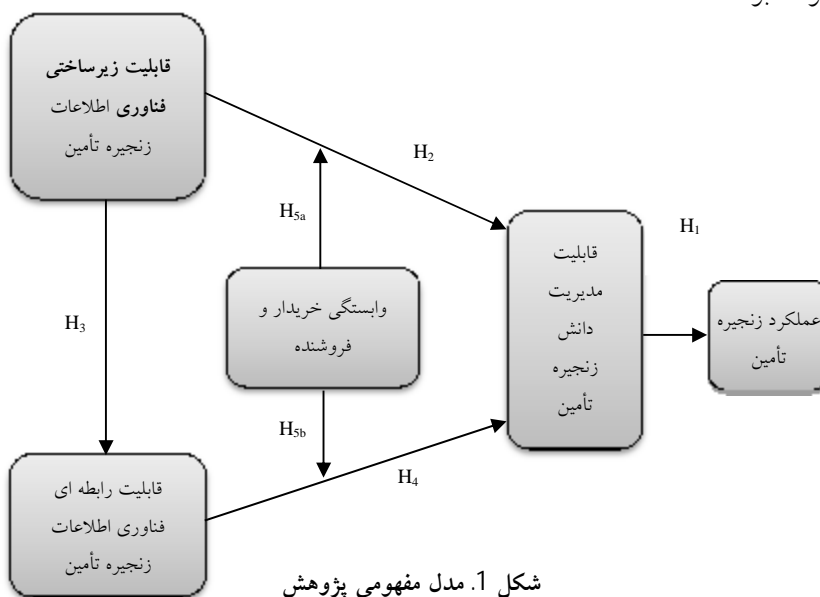 قابلیت زیرساختی
فناوری اطلاعات
زنجیره تأمین
H2
H5a
H1
قابلیت
مدیریت
دانش
زنجیره
تأمین
وابستگی خریدار و
فروشنده
عملکرد زنجیره
تأمین
H3
H5b
H4
قابلیت رابطه ای
فناوری اطلاعات
زنجیره تأمین
شکل 1. مدل مفهومی پژوهش